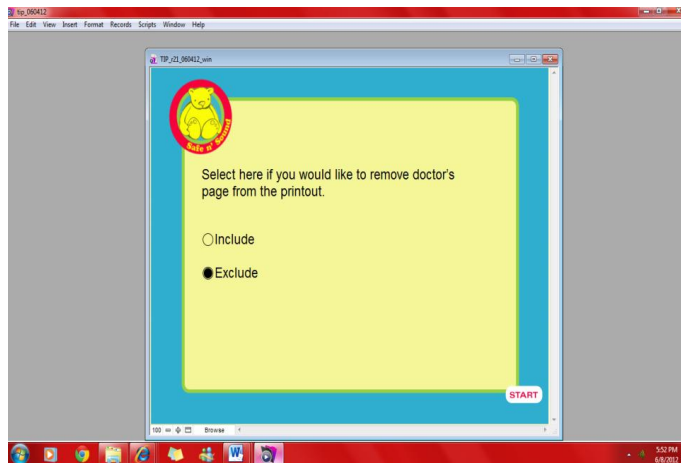 tip_060412
File Edit View Insert Format Records Scripts Window Help
TIP_r21_060412_win
Safe n' Sound
Select here if you would like to remove doctor's
page from the printout.
Include
Exclude
START
100 Browse
5:52 PM
6/8/2012